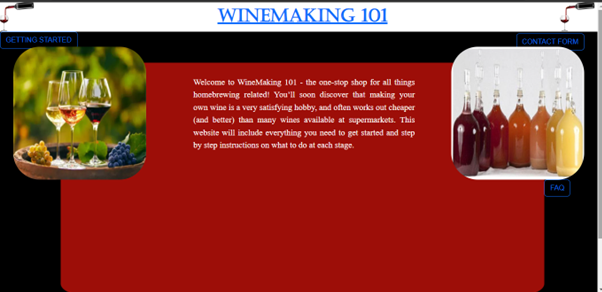 WINEMAKING 101
GETTING STARTED
CONTACT FORM
Welcome to WineMaking 101 - the one-stop shop for all things
homebrewing related! You'll soon discover that making your
own wine is a very satisfying hobby, and often works out cheaper
(and better) than many wines available at supermarkets. This
website will include everything you need to get started and step
by step instructions on what to do at each stage.
FAQ